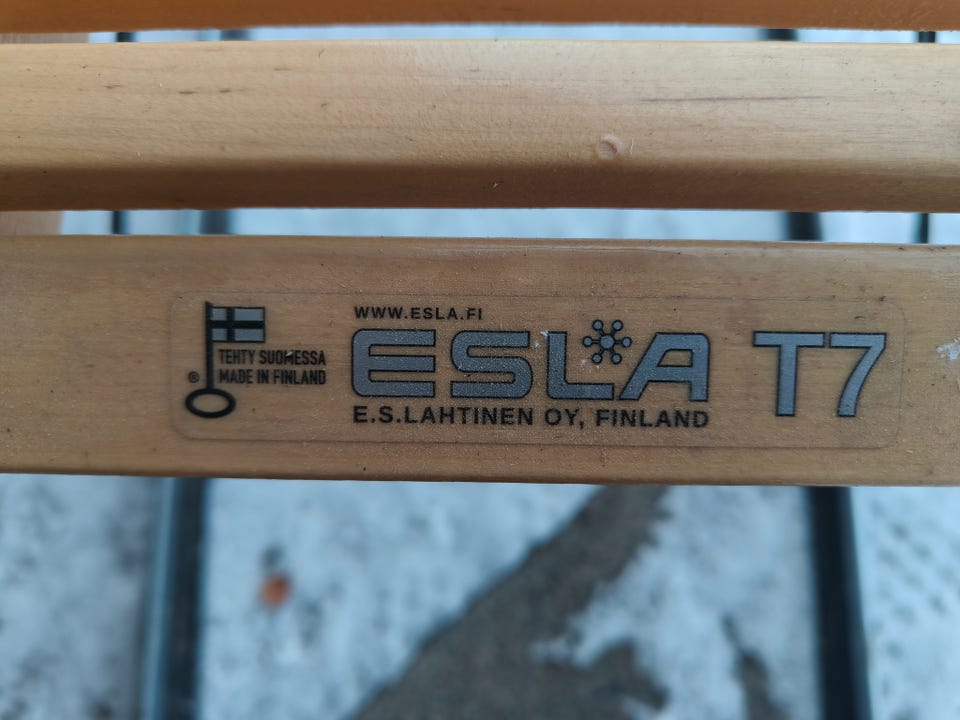 ® TEHTY SUOMESSA
MADE IN FINLAND
WWW.ESLA.FI
ESLA T7
E.S.LAHTINEN OY, FINLAND